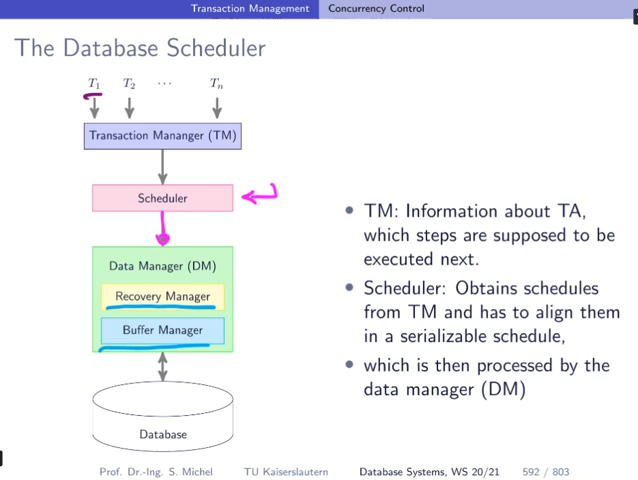 Transaction Management Concurrency Control
The Database Scheduler
T1 T2 ··· Tn
Transaction Mananger (TM)
Scheduler
Data Manager (DM)
Recovery Manager
Buffer Manager
Database
• TM: Information about TA,
which steps are supposed to be
executed next.
• Scheduler: Obtains schedules
from TM and has to align them
in a serializable schedule,
• which is then processed by the
data manager (DM)
Prof. Dr.-Ing. S. Michel TU Kaiserslautern Database Systems, WS 20/21 592 / 803